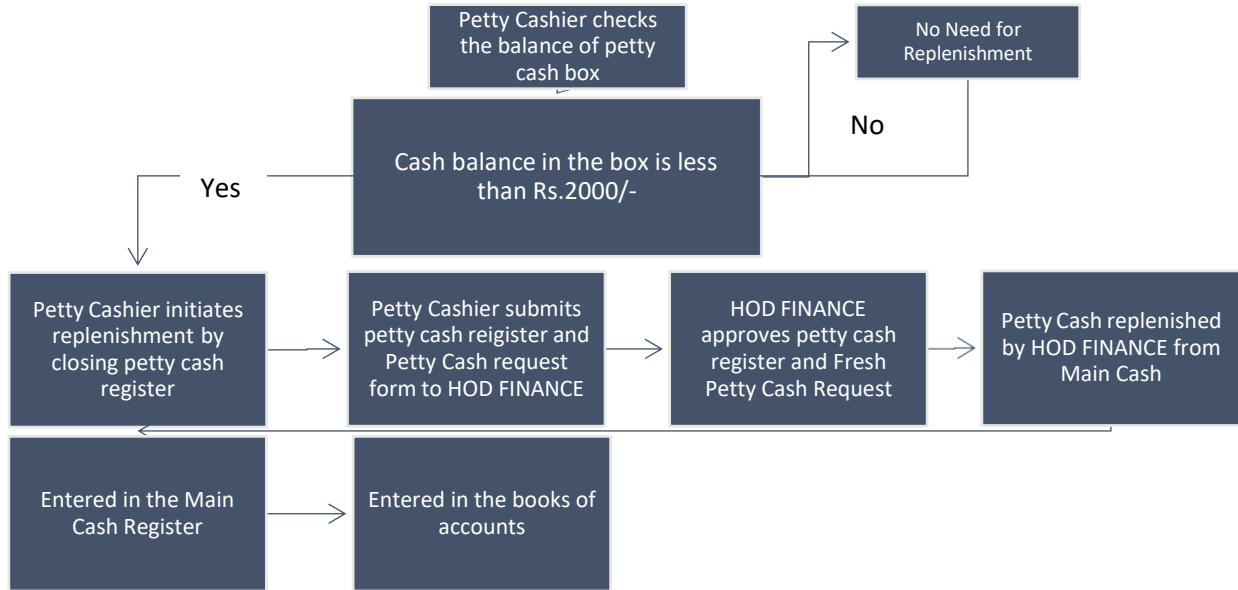 Petty Cashier checks
the balance of petty
cash box
No Need for
Replenishment
No
Cash balance in the box is less
than Rs.2000/-
Yes
Petty Cashier initiates
replenishment by
closing petty cash
register
Petty Cashier submits
petty cash reigister and
Petty Cash request
form to HOD FINANCE
HOD FINANCE
approves petty cash
register and Fresh
Petty Cash Request
Petty Cash replenished
by HOD FINANCE from
Main Cash
Entered in the Main
Cash Register
Entered in the books of
accounts